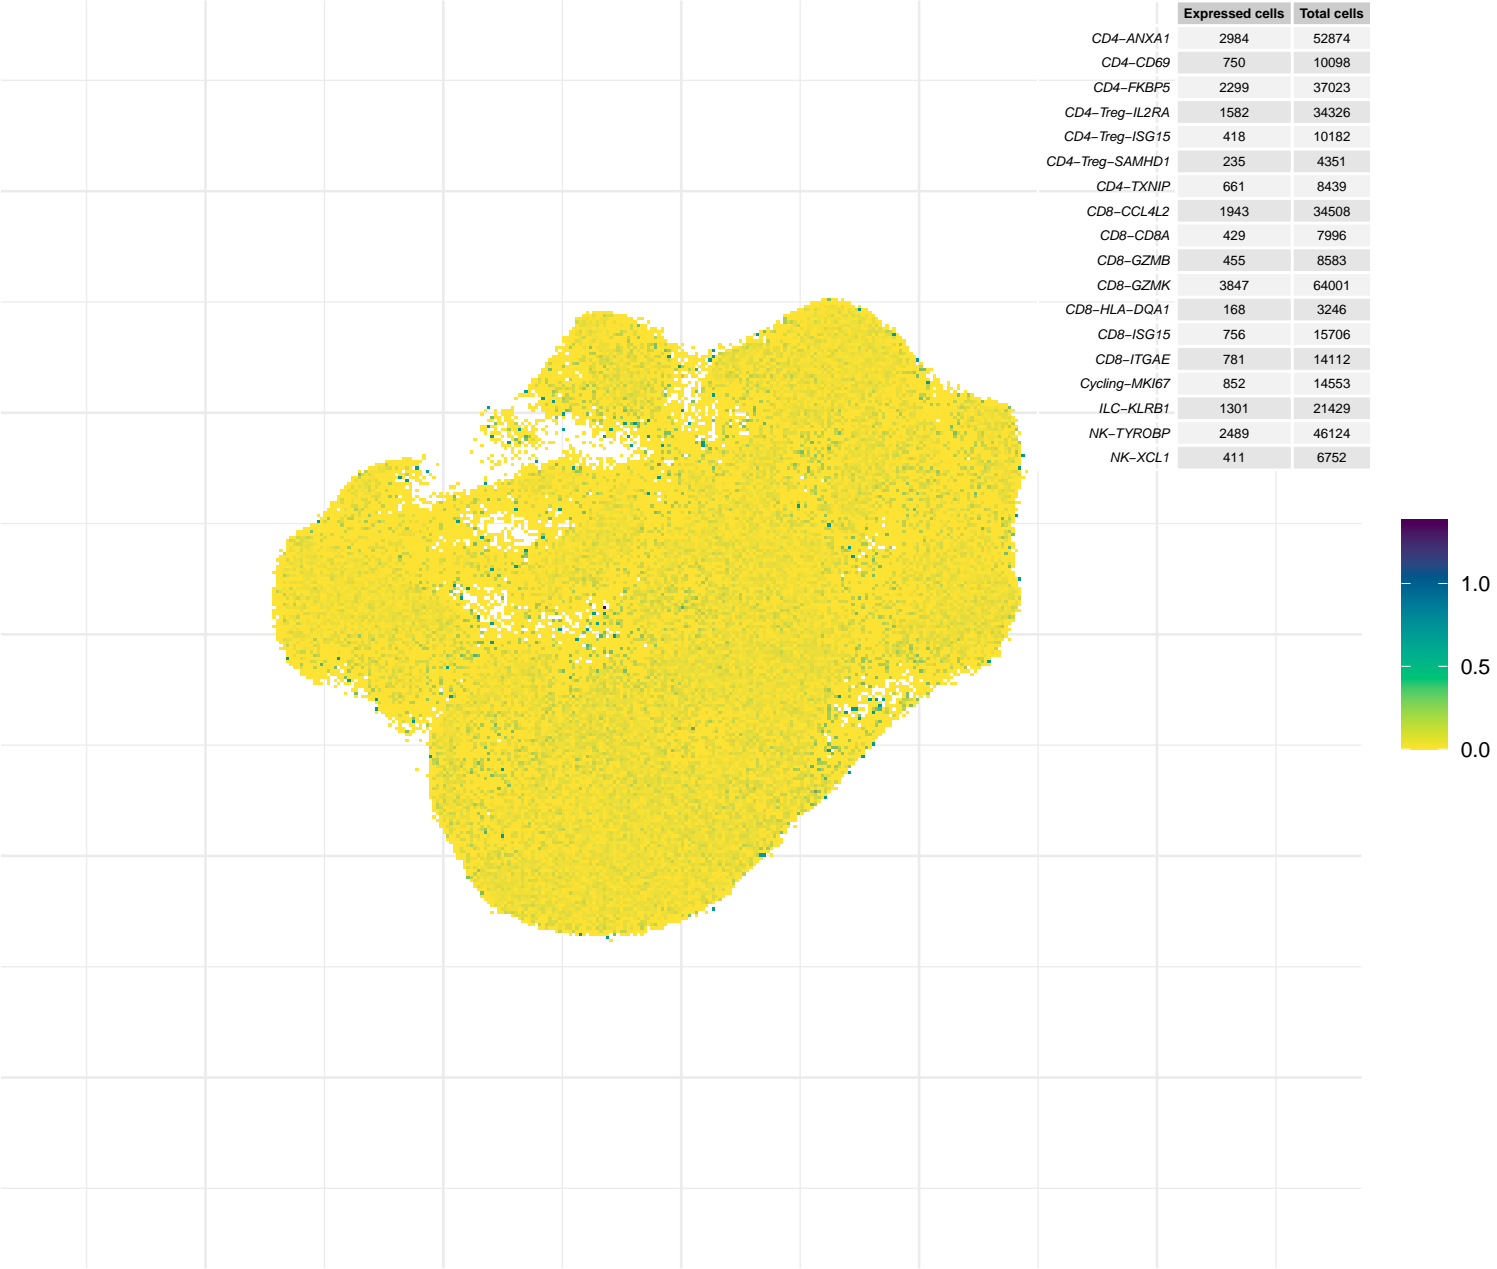 Expressed cells Total cells
CD4−ANXA1 2984 52874
CD4−CD69 750 10098
CD4−FKBP5 2299 37023
CD4−Treg−IL2RA 1582 34326
CD4−Treg−ISG15 418 10182
CD4−Treg−SAMHD1 235 4351
CD4−TXNIP 661 8439
CD8−CCL4L2 1943 34508
CD8−CD8A 429 7996
CD8−GZMB 455 8583
CD8−GZMK 3847 64001
CD8−HLA−DQA1 168 3246
CD8−ISG15 756 15706
CD8−ITGAE 781 14112
Cycling−MKI67 852 14553
ILC−KLRB1 1301 21429
NK−TYROBP 2489 46124
NK−XCL1 411 6752
1.0
0.5
0.0